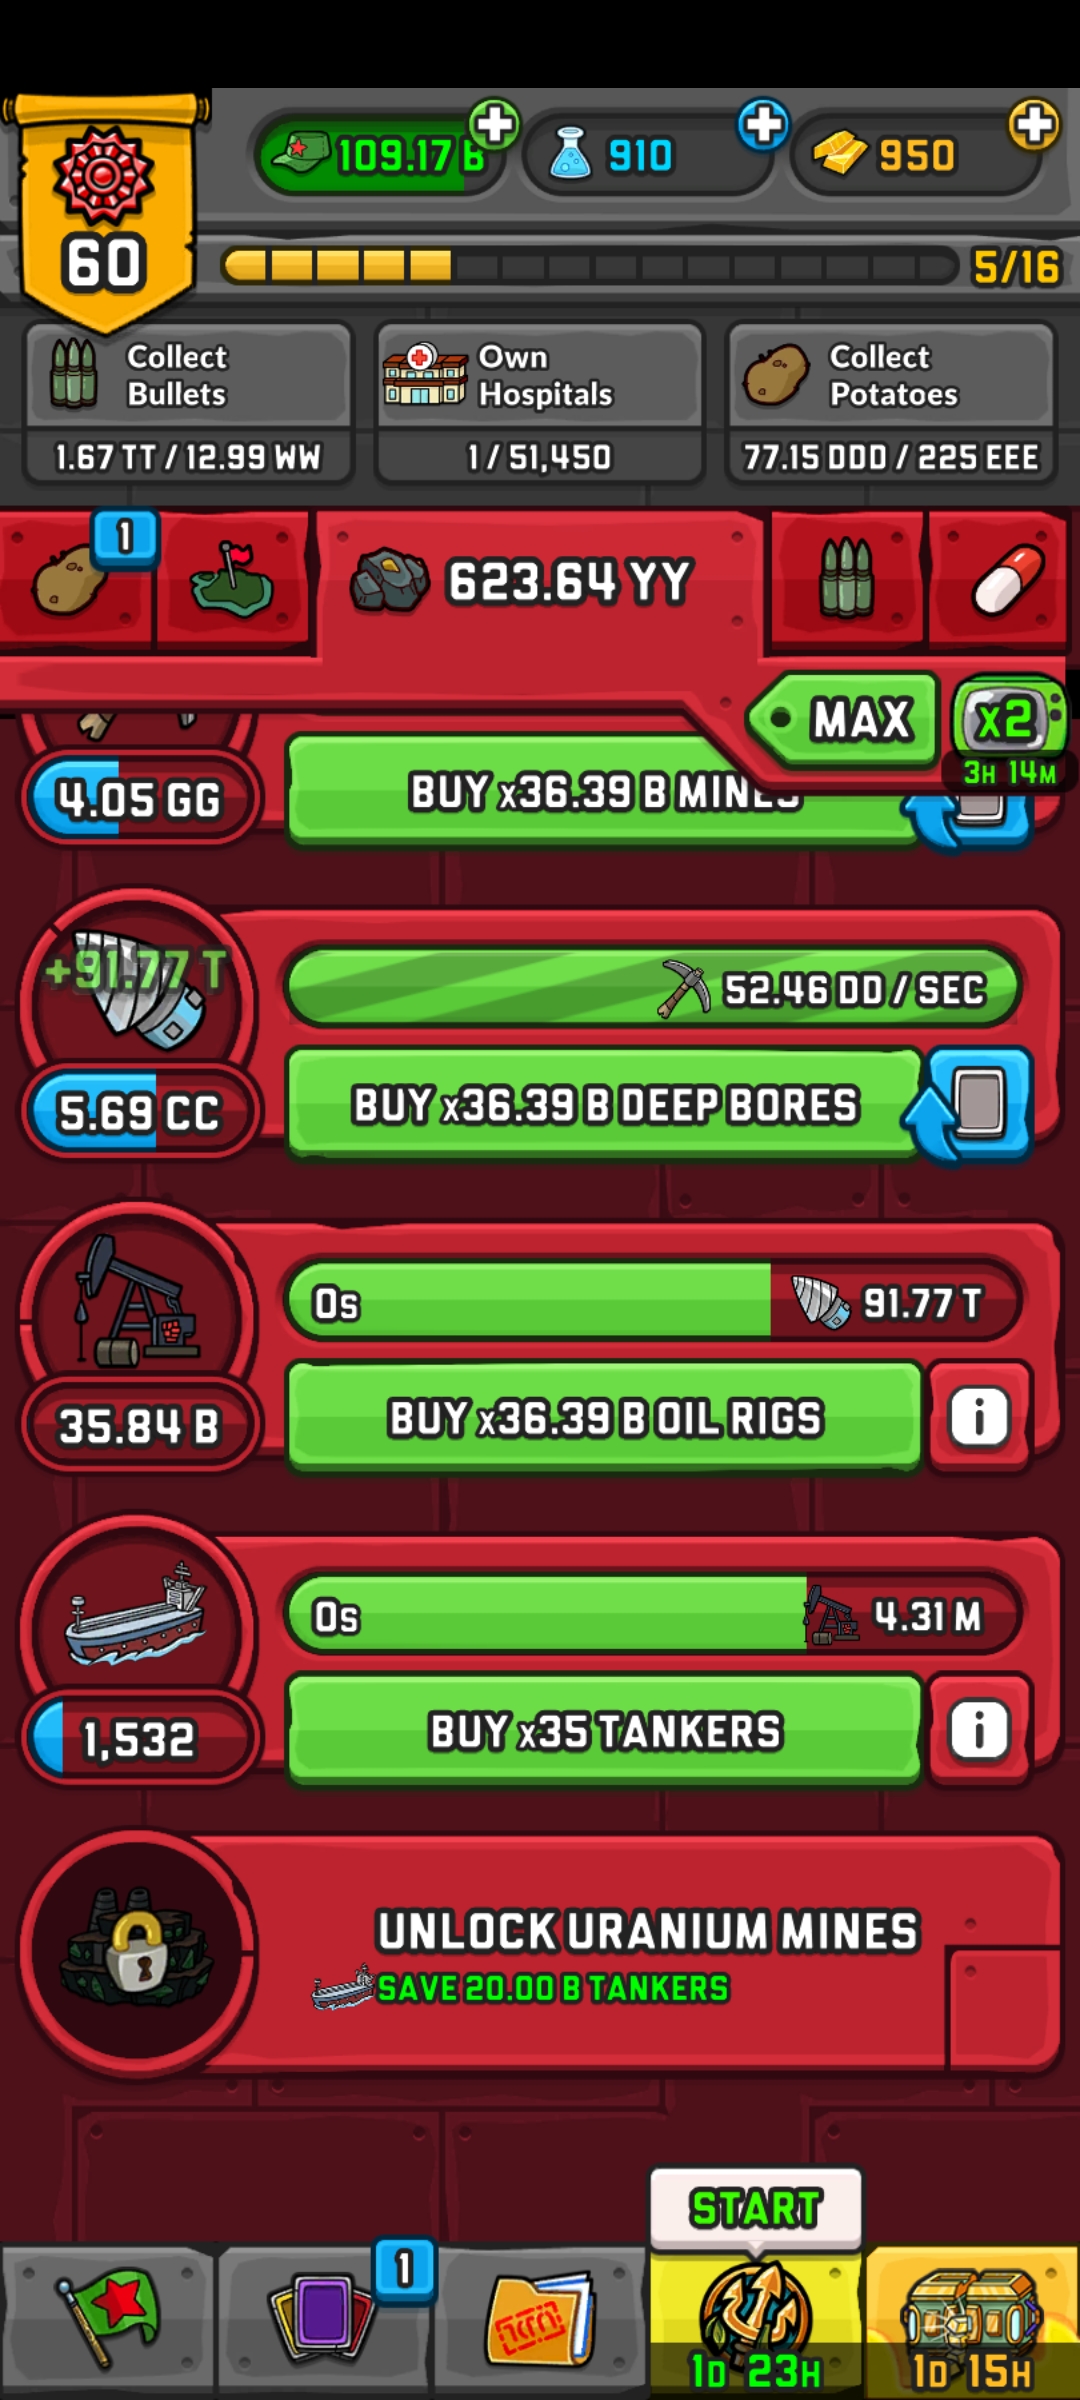 109.17 B
910
950
60
5/16
Collect
Bullets
1.67 TT / 12.99 WW
Own
Hospitals
1 / 51,450
Collect
Potatoes
77.15 DDD / 225 EEE
1
623.64 YY
MAX
x2
3H 14M
4.05 GG
BUY x36.39 B MINES
+91.77 T
52.46 DD / SEC
5.69 CC
BUY x36.39 B DEEP BORES
0s
91.77 T
35.84 B
BUY x36.39 B OIL RIGS
i
0s
4.31 M
1,532
BUY x35 TANKERS
i
UNLOCK URANIUM MINES
SAVE 20.00 B TANKERS
START
1
1D 23H
1D 15H